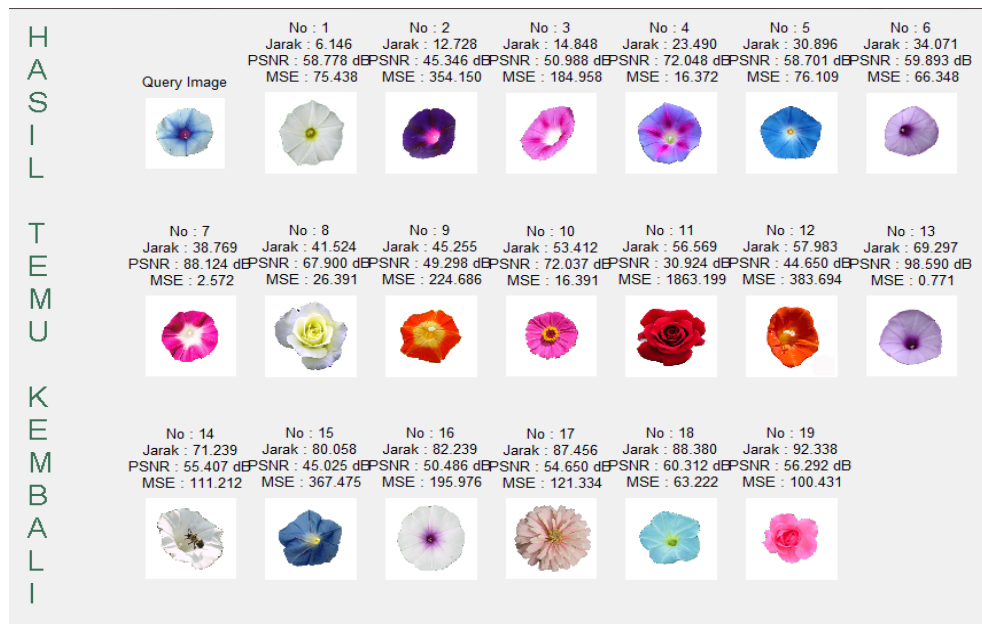 HASIL TEMU KEMBALI
Query Image
No : 1
Jarak : 6.146
PSNR : 58.778 dB
MSE : 75.438
No : 2
Jarak : 12.728
PSNR : 45.346 dB
MSE : 354.150
No : 3
Jarak : 14.848
PSNR : 50.988 dB
MSE : 184.958
No : 4
Jarak : 23.490
PSNR : 72.048 dB
MSE : 16.372
No : 5
Jarak : 30.896
PSNR : 58.701 dB
MSE : 76.109
No : 6
Jarak : 34.071
PSNR : 59.893 dB
MSE : 66.348
No : 7
Jarak : 38.769
PSNR : 88.124 dB
MSE : 2.572
No : 8
Jarak : 41.524
PSNR : 67.900 dB
MSE : 26.391
No : 9
Jarak : 45.255
PSNR : 49.298 dB
MSE : 224.686
No : 10
Jarak : 53.412
PSNR : 72.037 dB
MSE : 16.391
No : 11
Jarak : 56.569
PSNR : 30.924 dB
MSE : 1863.199
No : 12
Jarak : 57.983
PSNR : 44.650 dB
MSE : 383.694
No : 13
Jarak : 69.297
PSNR : 98.590 dB
MSE : 0.771
No : 14
Jarak : 71.239
PSNR : 55.407 dB
MSE : 111.212
No : 15
Jarak : 80.058
PSNR : 45.025 dB
MSE : 367.475
No : 16
Jarak : 82.239
PSNR : 50.486 dB
MSE : 195.976
No : 17
Jarak : 87.456
PSNR : 54.650 dB
MSE : 121.334
No : 18
Jarak : 88.380
PSNR : 60.312 dB
MSE : 63.222
No : 19
Jarak : 92.338
PSNR : 56.292 dB
MSE : 100.431